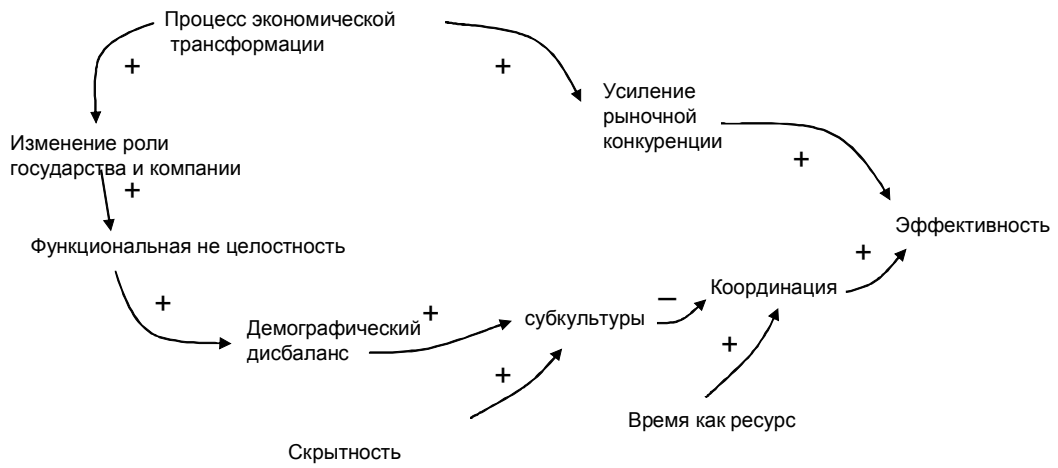 Процесс экономической
трансформации
+
+
Усиление
рыночной
конкуренции
Изменение роли
государства и компании
+
+
Эффективность
Функциональная не целостность
+
Координация
+
+
–
субкультуры
Демографический
дисбаланс
+
+
Время как ресурс
Скрытность